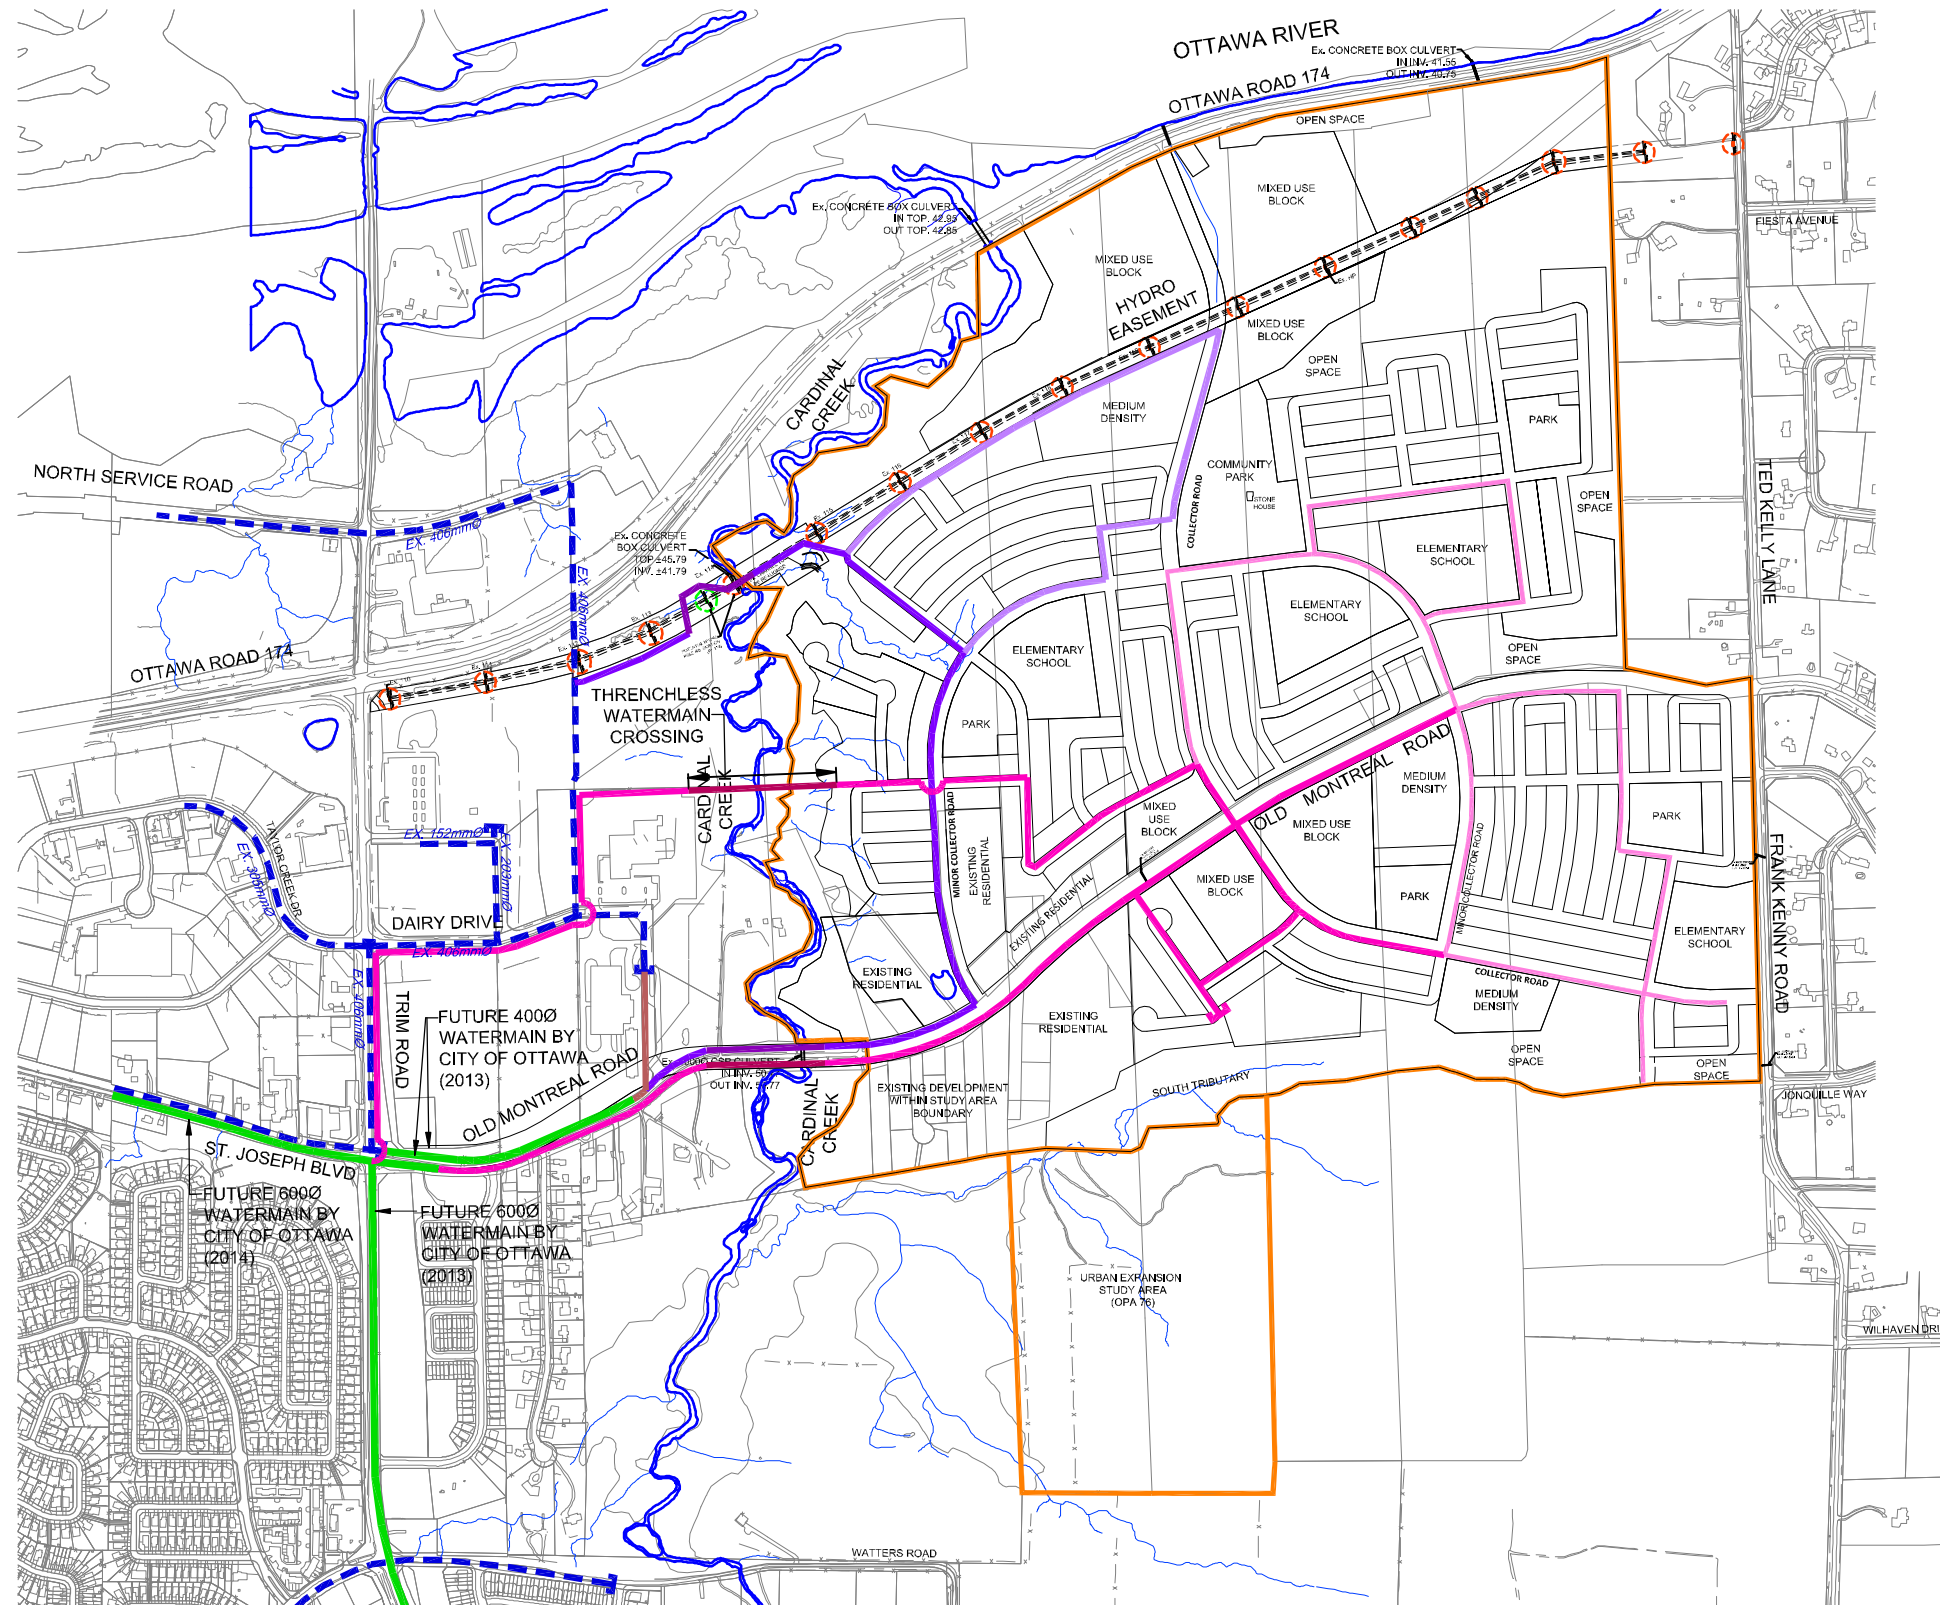 OTTAWA RIVER
Ex. CONCRETE BOX CULVERT
IN INV. 41.55
OUT INV. 40.75
OTTAWA ROAD 174
OPEN SPACE
MIXED USE
BLOCK
Ex. CONCRETE BOX CULVERT
IN TOP. 42.95
OUT TOP. 42.85
FIESTA AVENUE
MIXED USE
BLOCK
HYDRO
EASEMENT
MIXED USE
BLOCK
OPEN
SPACE
CARDINAL
CREEK
MEDIUM
DENSITY
PARK
NORTH SERVICE ROAD
COMMUNITY
PARK
STONE
HOUSE
COLLECTOR ROAD
OPEN
SPACE
TED KELLY LANE
EX. 406mmØ
Ex. CONCRETE
BOX CULVERT
TOP ±45.79
INV. ±41.79
ELEMENTARY
SCHOOL
EX. 406mmØ
ELEMENTARY
SCHOOL
OTTAWA ROAD 174
ELEMENTARY
SCHOOL
OPEN
SPACE
THRENCHLESS
WATERMAIN
CROSSING
PARK
OLD MONTREAL ROAD
MEDIUM
DENSITY
CARDINAL
CREEK
MINOR COLLECTOR ROAD
EXISTING
RESIDENTIAL
MIXED
USE
BLOCK
MIXED USE
BLOCK
PARK
EX. 152mmØ
EX. 203mmØ
TAYLOR CREEK DR
EX. 305mmØ
FRANK KENNY ROAD
MIXED USE
BLOCK
PARK
MINOR COLLECTOR ROAD
EXISTING RESIDENTIAL
DAIRY DRIVE
EX. 406mmØ
ELEMENTARY
SCHOOL
EXISTING
RESIDENTIAL
COLLECTOR ROAD
MEDIUM
DENSITY
EX. 406mmØ
TRIM ROAD
FUTURE 400Ø
WATERMAIN BY
CITY OF OTTAWA
(2013)
OLD MONTREAL ROAD
EXISTING
RESIDENTIAL
OPEN
SPACE
OPEN
SPACE
CARDINAL
CREEK
EXISTING DEVELOPMENT
WITHIN STUDY AREA
BOUNDARY
SOUTH TRIBUTARY
JONQUILLE WAY
ST. JOSEPH BLVD
FUTURE 600Ø
WATERMAIN BY
CITY OF OTTAWA
(2014)
FUTURE 600Ø
WATERMAIN BY
CITY OF OTTAWA
(2013)
URBAN EXPANSION
STUDY AREA
(OPA 76)
WILHAVEN DRI
WATTERS ROAD